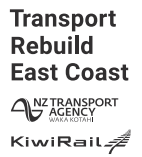 Transport
Rebuild
East Coast
NZ TRANSPORT
AGENCY
WAKA KOTAHI
KiwiRail